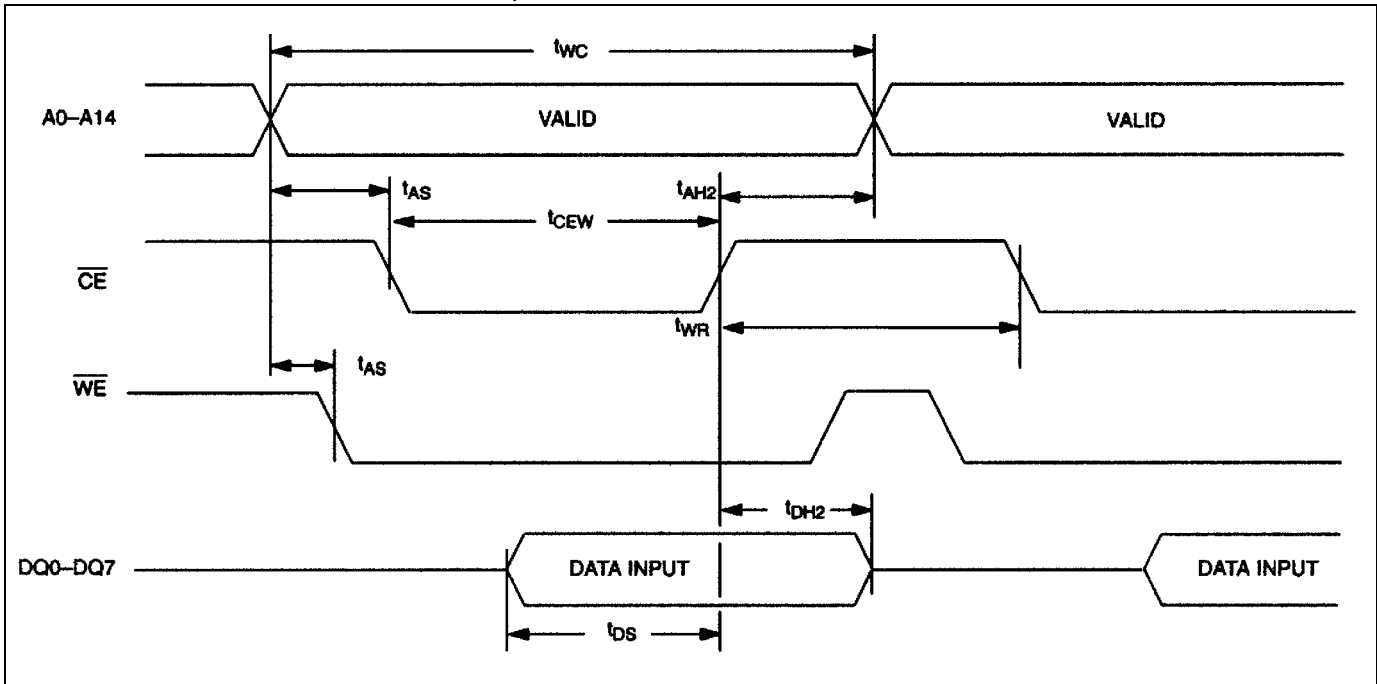 tWC
A0–A14
VALID
VALID
tAS
tAH2
tCEW
CE
tWR
tAS
WE
tDH2
DQ0–DQ7
DATA INPUT
DATA INPUT
tDS